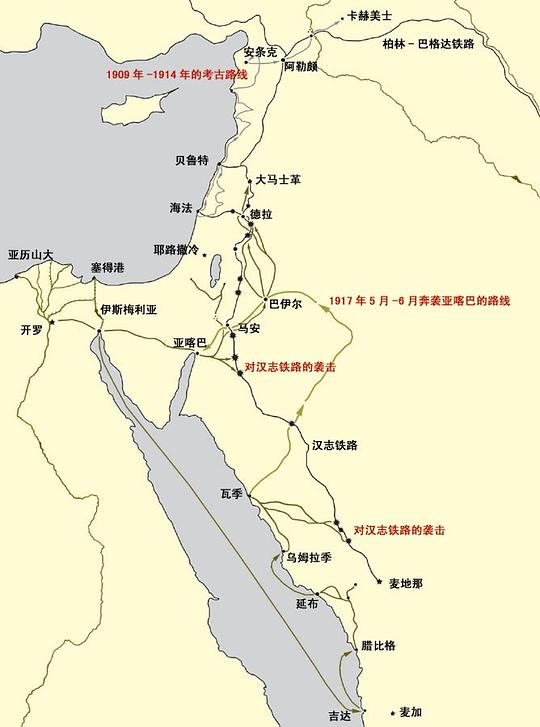 卡赫美士
柏林－巴格达铁路
安条克
阿勒颇
1909 年 -1914 年的考古路线
贝鲁特
大马士革
海法
德拉
耶路撒冷
亚历山大
塞得港
巴伊尔
1917 年 5 月 -6 月奔袭亚喀巴的路线
伊斯梅利亚
开罗
马安
亚喀巴
对汉志铁路的袭击
汉志铁路
瓦季
对汉志铁路的袭击
乌姆拉季
麦地那
延布
腊比格
吉达
麦加